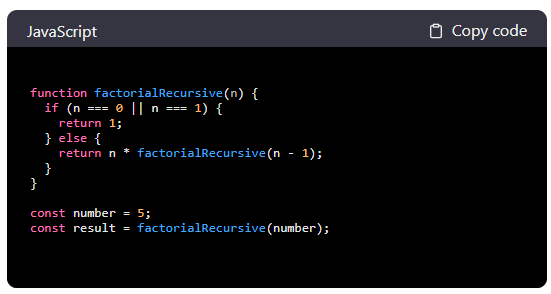 JavaScript
Copy code
function factorialRecursive(n) {
  if (n === 0 || n === 1) {
    return 1;
  } else {
    return n * factorialRecursive(n - 1);
  }
}
const number = 5;
const result = factorialRecursive(number);